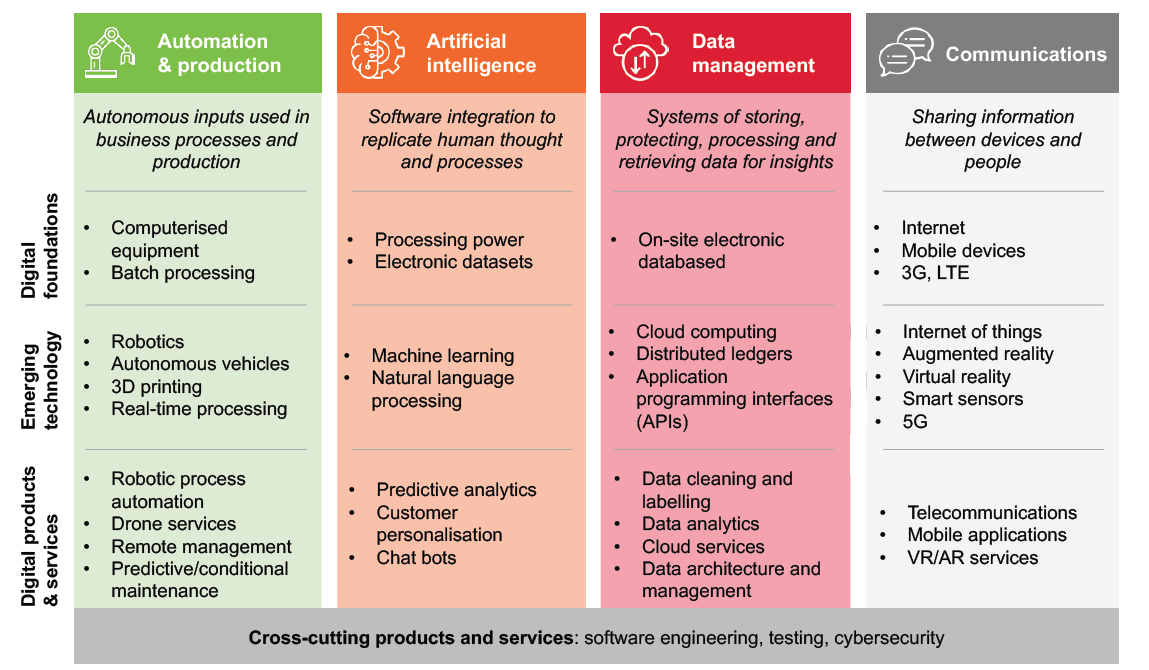 Automation
& production
Artificial
intelligence
Data
management
Communications
Autonomous inputs used in
business processes and
production
Software integration to
replicate human thought
and processes
Systems of storing,
protecting, processing and
retrieving data for insights
Sharing information
between devices and
people
Digital
foundations
• Computerised
equipment
• Batch processing
• Processing power
• Electronic datasets
• On-site electronic
databased
• Internet
• Mobile devices
• 3G, LTE
Emerging
technology
• Robotics
• Autonomous vehicles
• 3D printing
• Real-time processing
• Machine learning
• Natural language
processing
• Cloud computing
• Distributed ledgers
• Application
programming interfaces
(APIs)
• Internet of things
• Augmented reality
• Virtual reality
• Smart sensors
• 5G
Digital products
& services
• Robotic process
automation
• Drone services
• Remote management
• Predictive/conditional
maintenance
• Predictive analytics
• Customer
personalisation
• Chat bots
• Data cleaning and
labelling
• Data analytics
• Cloud services
• Data architecture and
management
• Telecommunications
• Mobile applications
• VR/AR services
Cross-cutting products and services: software engineering, testing, cybersecurity